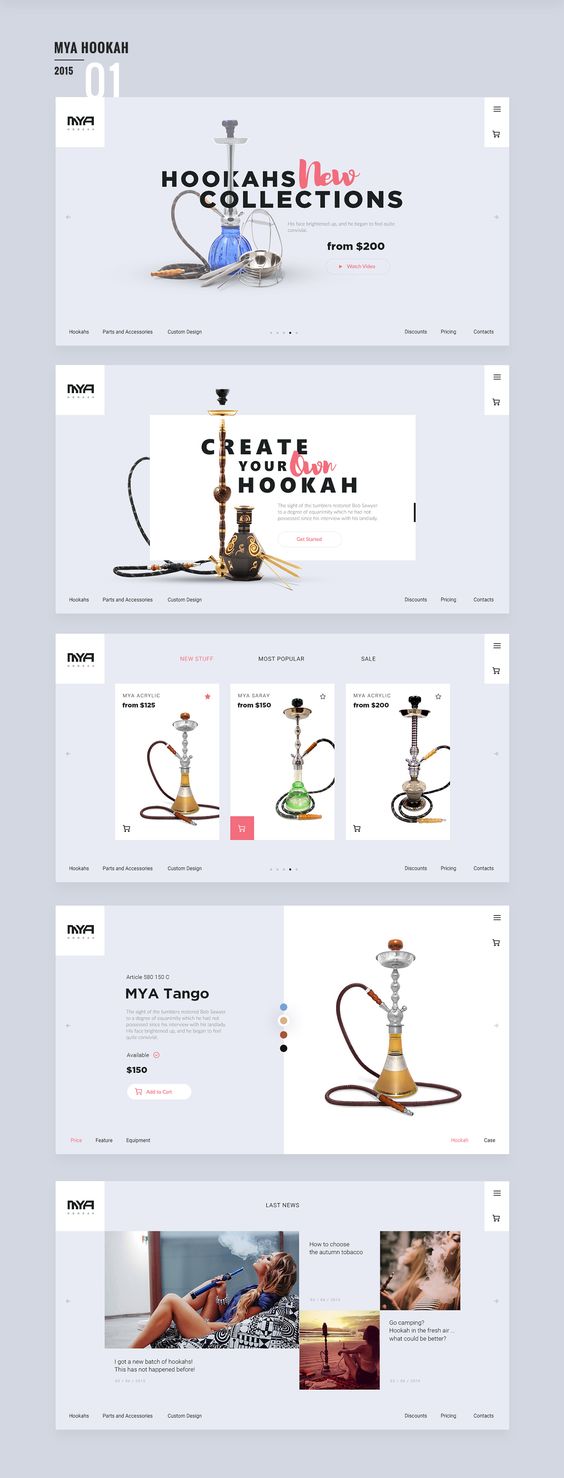 MYA HOOKAH
2015
01
MYA
HOOKAH
HOOKAHS New
COLLECTIONS
His face brightened up, and he began to feel quite
convivial.
from $200
Watch Video
Hookahs Parts and Accessories Custom Design Discounts Pricing Contacts
MYA
HOOKAH
CREATE
YOUR Own
HOOKAH
The sight of the tumblers restored Bob Sawyer
to a degree of equanimity which he had not
possessed since his interview with his landlady.
Get Started
Hookahs Parts and Accessories Custom Design Discounts Pricing Contacts
MYA
HOOKAH
NEW STUFF MOST POPULAR SALE
MYA ACRYLIC
from $125
MYA SARAY
from $150
MYA ACRYLIC
from $200
Hookahs Parts and Accessories Custom Design Discounts Pricing Contacts
MYA
HOOKAH
Article 580 150 C
MYA Tango
The sight of the tumblers restored Bob Sawyer
to a degree of equanimity which he had not
possessed since his interview with his landlady.
His face brightened up, and he began to feel
quite convivial.
Available
$150
Add to Cart
Price Feature Equipment Hookah Case
MYA
HOOKAH
LAST NEWS
How to choose
the autumn tobacco
I got a new batch of hookahs!
This has not happened before!
Go camping?
Hookah in the fresh air ...
what could be better?
Hookahs Parts and Accessories Custom Design Discounts Pricing Contacts